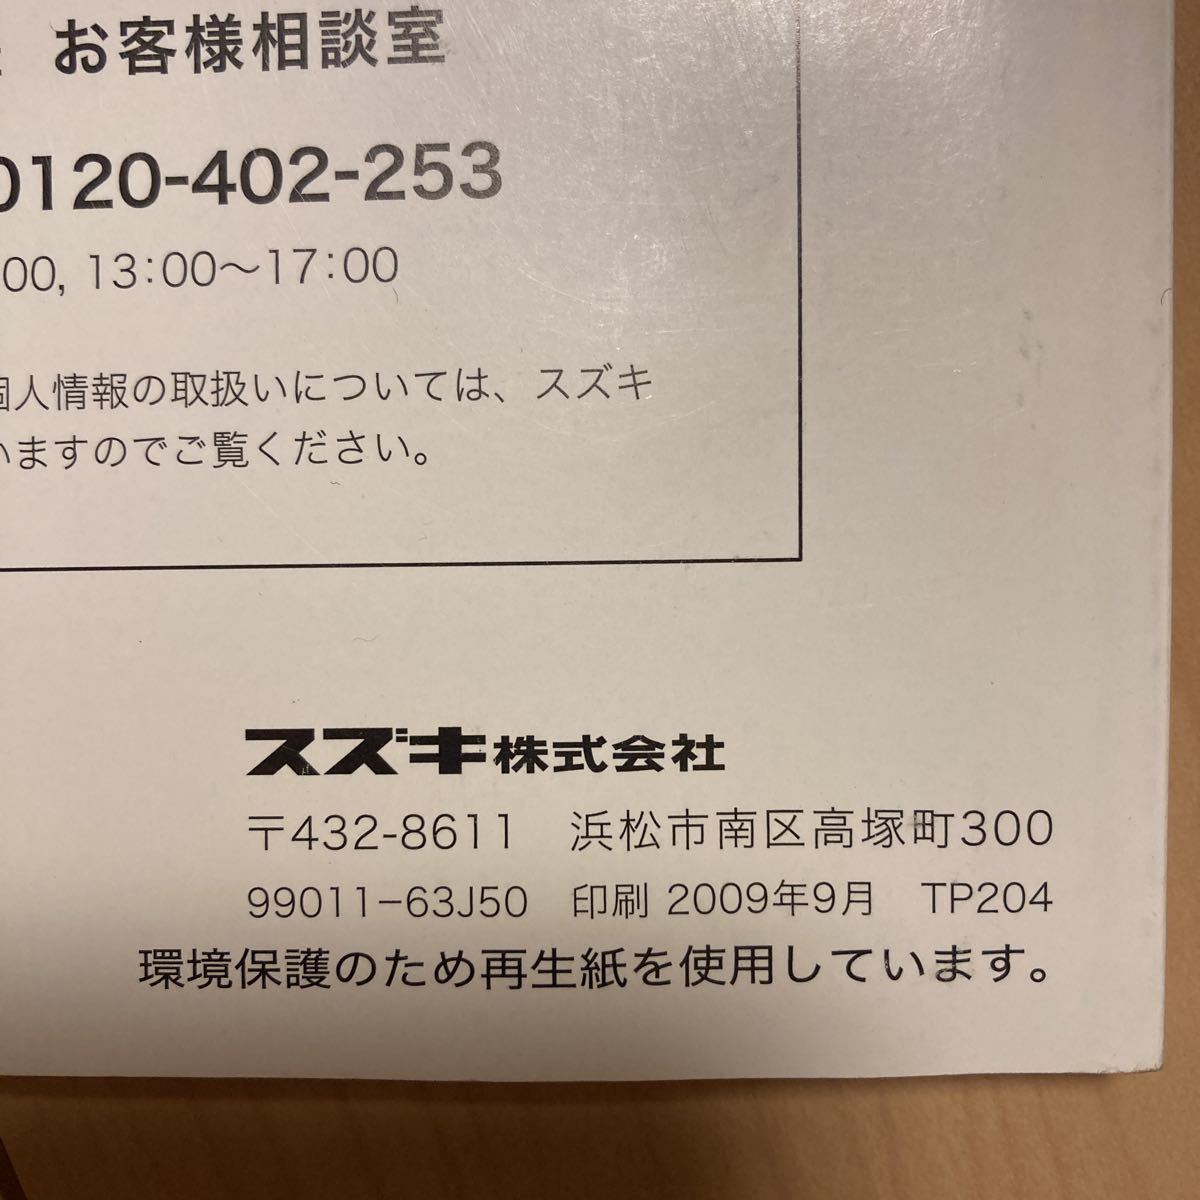 お客様相談室
0120-402-253
00, 13:00〜17:00
個人情報の取扱いについては、スズキ
いますのでご覧ください。
スズキ株式会社
〒432-8611　浜松市南区高塚町300
99011-63J50　印刷 2009年9月　TP204
環境保護のため再生紙を使用しています。